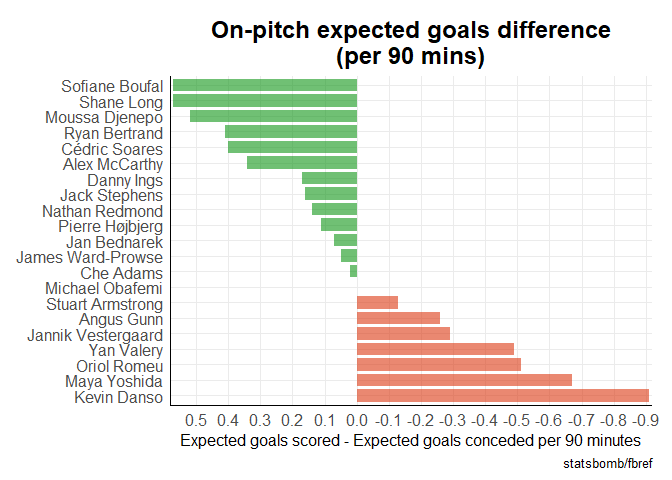 On-pitch expected goals difference
(per 90 mins)
Sofiane Boufal
Shane Long
Moussa Djenepo
Ryan Bertrand
Cédric Soares
Alex McCarthy
Danny Ings
Jack Stephens
Nathan Redmond
Pierre Højbjerg
Jan Bednarek
James Ward-Prowse
Che Adams
Michael Obafemi
Stuart Armstrong
Angus Gunn
Jannik Vestergaard
Yan Valery
Oriol Romeu
Maya Yoshida
Kevin Danso
0.5 0.4 0.3 0.2 0.1 0.0 -0.1 -0.2 -0.3 -0.4 -0.5 -0.6 -0.7 -0.8 -0.9
Expected goals scored - Expected goals conceded per 90 minutes
statsbomb/fbref